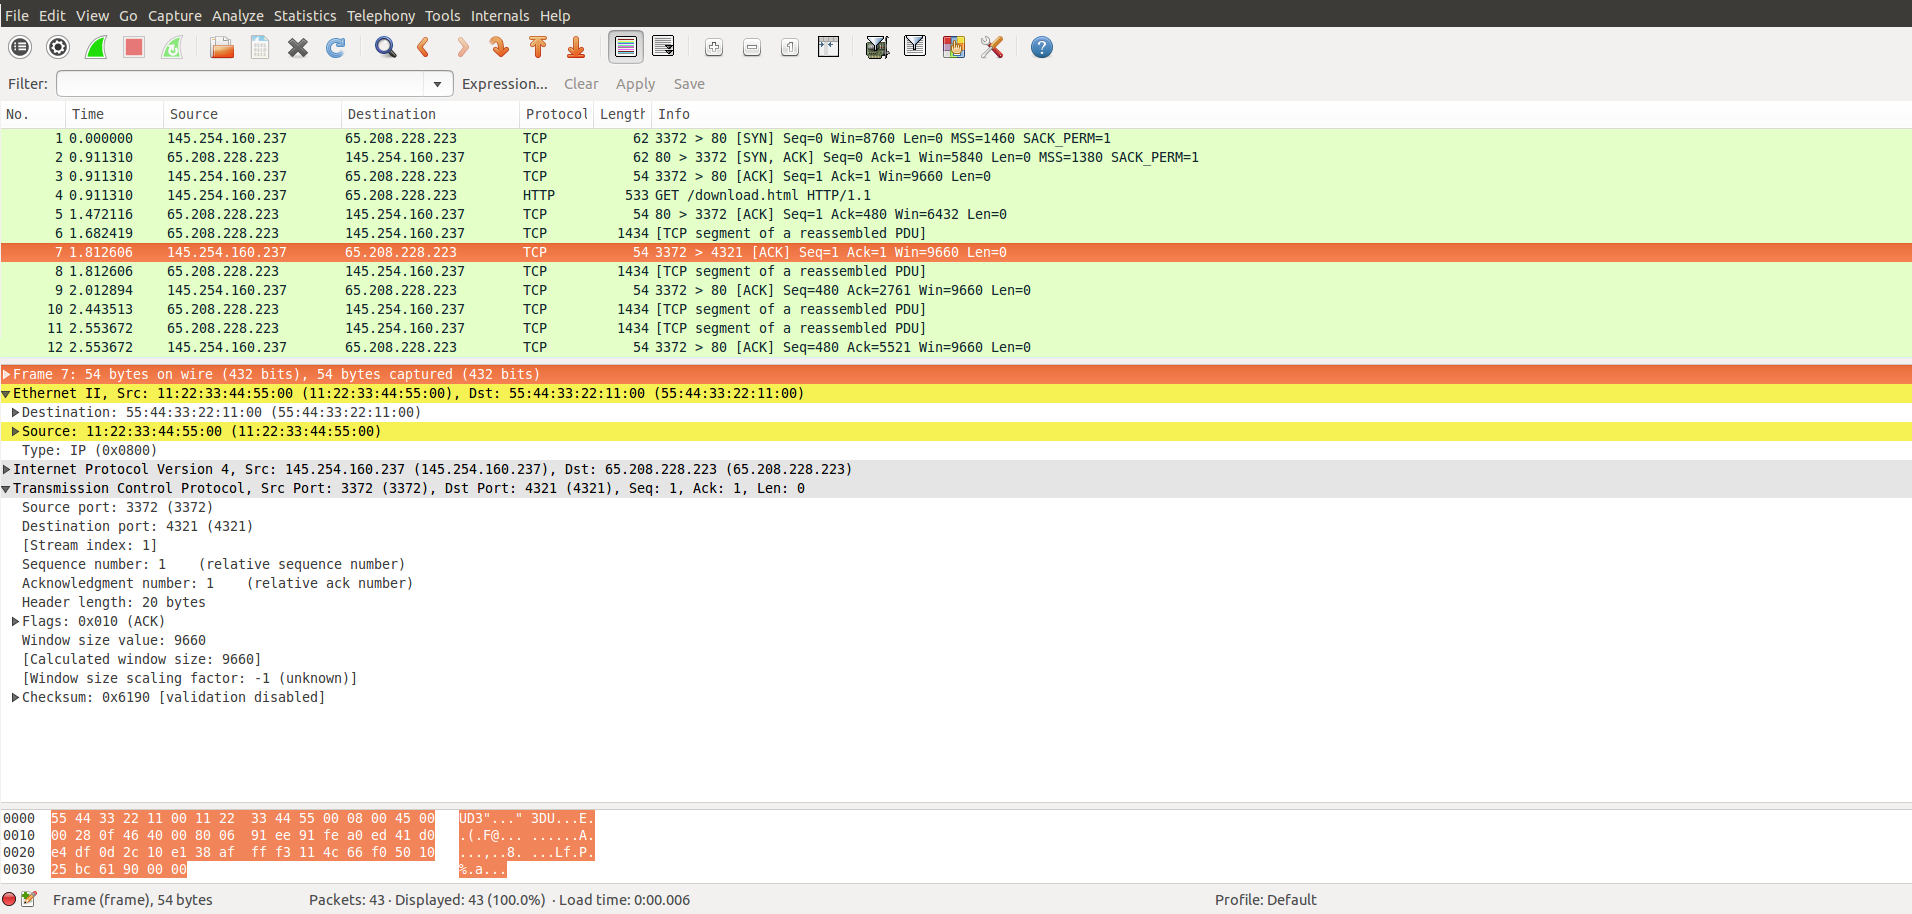 File Edit View Go Capture Analyze Statistics Telephony Tools Internals Help
Filter: Expression... Clear Apply Save
No. Time Source Destination Protocol Length Info
1 0.000000 145.254.160.237 65.208.228.223 TCP 62 3372 > 80 [SYN] Seq=0 Win=8760 Len=0 MSS=1460 SACK_PERM=1
2 0.911310 65.208.228.223 145.254.160.237 TCP 62 80 > 3372 [SYN, ACK] Seq=0 Ack=1 Win=5840 Len=0 MSS=1380 SACK_PERM=1
3 0.911310 145.254.160.237 65.208.228.223 TCP 54 3372 > 80 [ACK] Seq=1 Ack=1 Win=9660 Len=0
4 0.911310 145.254.160.237 65.208.228.223 HTTP 533 GET /download.html HTTP/1.1
5 1.472116 65.208.228.223 145.254.160.237 TCP 54 80 > 3372 [ACK] Seq=1 Ack=480 Win=6432 Len=0
6 1.682419 65.208.228.223 145.254.160.237 TCP 1434 [TCP segment of a reassembled PDU]
7 1.812606 145.254.160.237 65.208.228.223 TCP 54 3372 > 4321 [ACK] Seq=1 Ack=1 Win=9660 Len=0
8 1.812606 65.208.228.223 145.254.160.237 TCP 1434 [TCP segment of a reassembled PDU]
9 2.012894 145.254.160.237 65.208.228.223 TCP 54 3372 > 80 [ACK] Seq=480 Ack=2761 Win=9660 Len=0
10 2.443513 65.208.228.223 145.254.160.237 TCP 1434 [TCP segment of a reassembled PDU]
11 2.553672 65.208.228.223 145.254.160.237 TCP 1434 [TCP segment of a reassembled PDU]
12 2.553672 145.254.160.237 65.208.228.223 TCP 54 3372 > 80 [ACK] Seq=480 Ack=5521 Win=9660 Len=0
Frame 7: 54 bytes on wire (432 bits), 54 bytes captured (432 bits)
Ethernet II, Src: 11:22:33:44:55:00 (11:22:33:44:55:00), Dst: 55:44:33:22:11:00 (55:44:33:22:11:00)
Destination: 55:44:33:22:11:00 (55:44:33:22:11:00)
Source: 11:22:33:44:55:00 (11:22:33:44:55:00)
Type: IP (0x0800)
Internet Protocol Version 4, Src: 145.254.160.237 (145.254.160.237), Dst: 65.208.228.223 (65.208.228.223)
Transmission Control Protocol, Src Port: 3372 (3372), Dst Port: 4321 (4321), Seq: 1, Ack: 1, Len: 0
Source port: 3372 (3372)
Destination port: 4321 (4321)
[Stream index: 1]
Sequence number: 1 (relative sequence number)
Acknowledgment number: 1 (relative ack number)
Header length: 20 bytes
Flags: 0x010 (ACK)
Window size value: 9660
[Calculated window size: 9660]
[Window size scaling factor: -1 (unknown)]
Checksum: 0x6190 [validation disabled]
0000 55 44 33 22 11 00 11 22 33 44 55 00 08 00 45 00 UD3"..." 3DU...E.
0010 00 28 0f 46 40 00 80 06 91 ee 91 fe a0 ed 41 d0 .(.F@... ......A.
0020 e4 df 0d 2c 10 e1 38 af ff f3 11 4c 66 f0 50 10 ...,..8. ...Lf.P.
0030 25 bc 61 90 00 00 %.a...
Frame (frame), 54 bytes Packets: 43 · Displayed: 43 (100.0%) · Load time: 0:00.006 Profile: Default